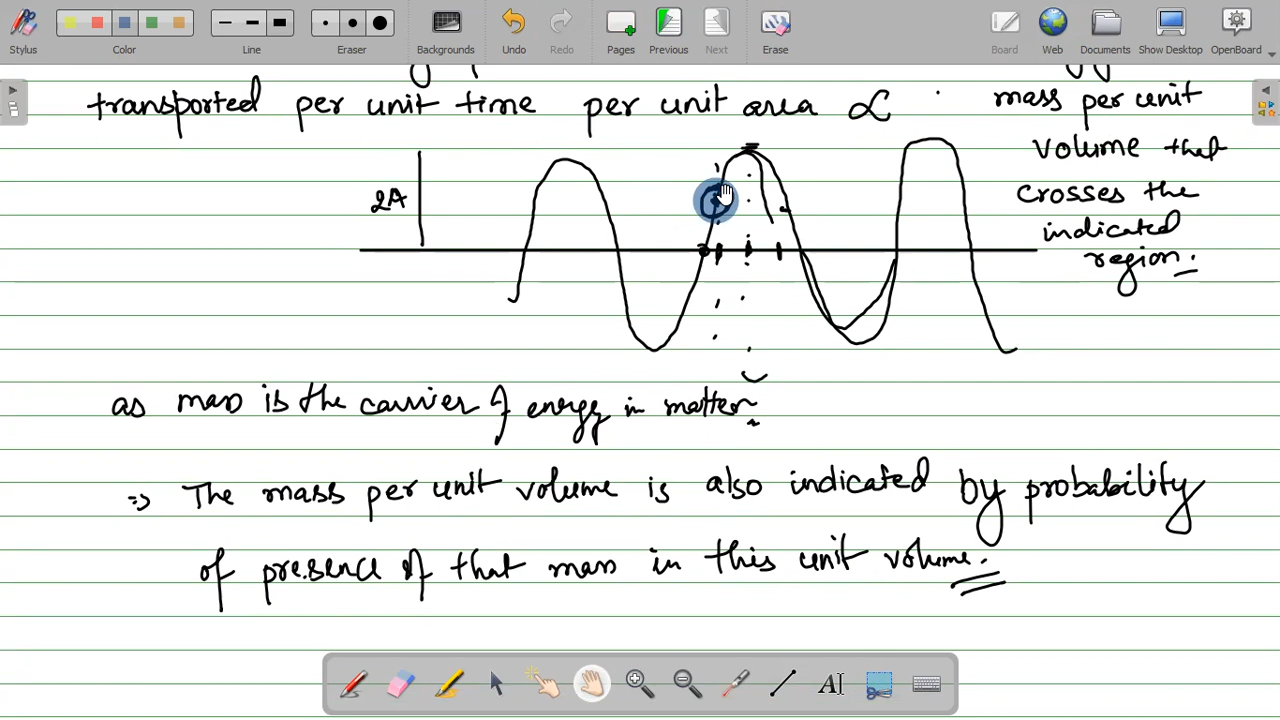 Stylus
Color
Line
Eraser
Backgrounds
Undo
Redo
Pages
Previous
Next
Erase
Board
Web
Documents
Show Desktop
OpenBoard
transported per unit time per unit area ∝
mass per unit
volume that
crosses the
indicated
region.
2A
as mass is the carrier of energy in matter
⇒ The mass per unit volume is also indicated by probability
of presence of that mass in this unit volume.